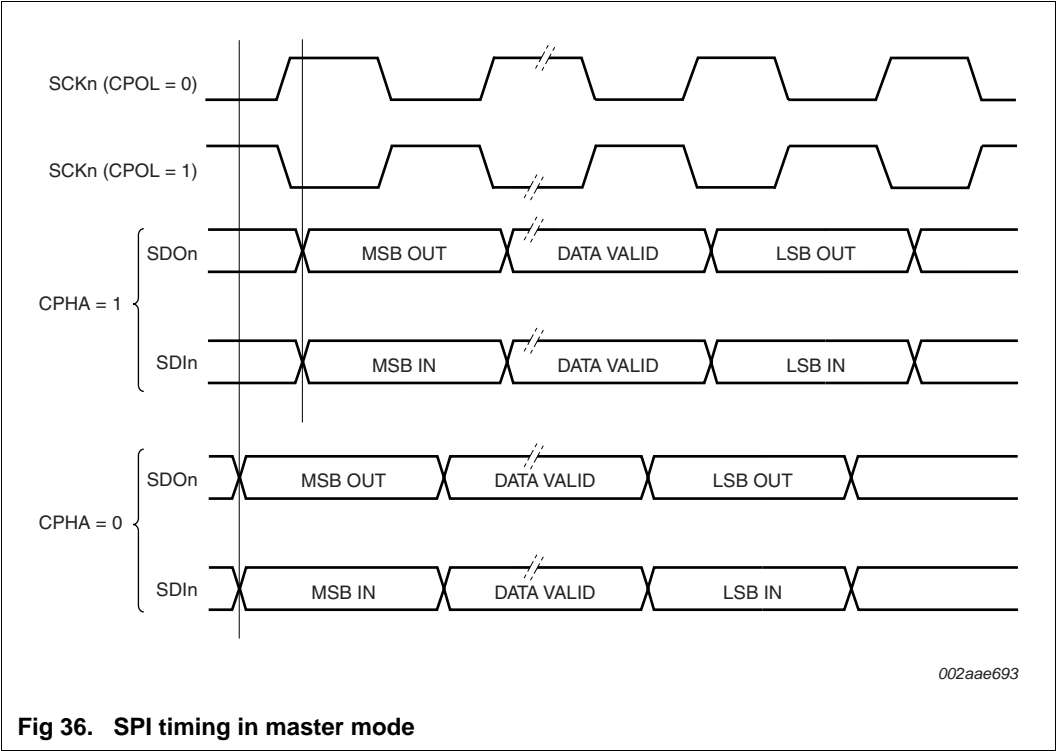 SCKn (CPOL = 0)
SCKn (CPOL = 1)
SDOn
MSB OUT
DATA VALID
LSB OUT
CPHA = 1
SDIn
MSB IN
DATA VALID
LSB IN
SDOn
MSB OUT
DATA VALID
LSB OUT
CPHA = 0
SDIn
MSB IN
DATA VALID
LSB IN
002aae693
Fig 36. SPI timing in master mode